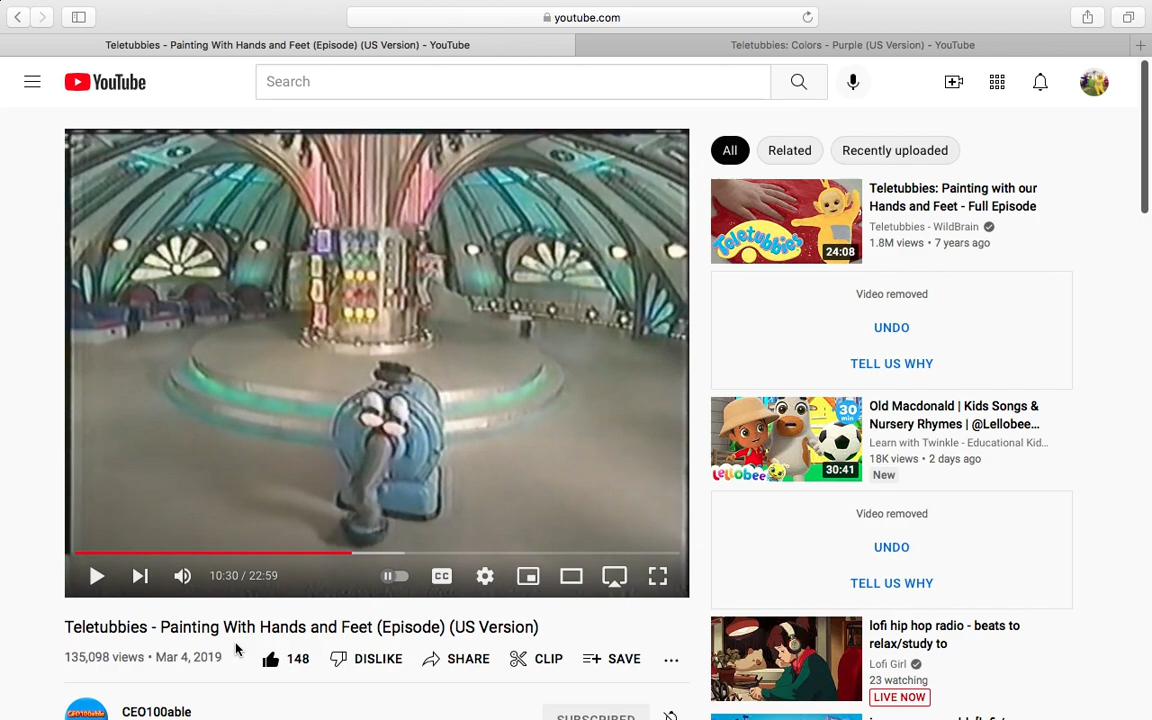 youtube.com
Teletubbies - Painting With Hands and Feet (Episode) (US Version) - YouTube
Teletubbies: Colors - Purple (US Version) - YouTube
YouTube
Search
All
Related
Recently uploaded
Teletubbies
24:08
Teletubbies: Painting with our
Hands and Feet - Full Episode
Teletubbies - WildBrain
1.8M views • 7 years ago
Video removed
UNDO
TELL US WHY
30
min
Lellobee
30:41
Old Macdonald | Kids Songs &
Nursery Rhymes | @Lellobee...
Learn with Twinkle - Educational Kid...
18K views • 2 days ago
New
Video removed
UNDO
TELL US WHY
lofi hip hop radio - beats to
relax/study to
Lofi Girl
23 watching
LIVE NOW
10:30 / 22:59
CC
Teletubbies - Painting With Hands and Feet (Episode) (US Version)
135,098 views • Mar 4, 2019
148
DISLIKE
SHARE
CLIP
SAVE
CEO100able
CEO100able
SUBSCRIBED